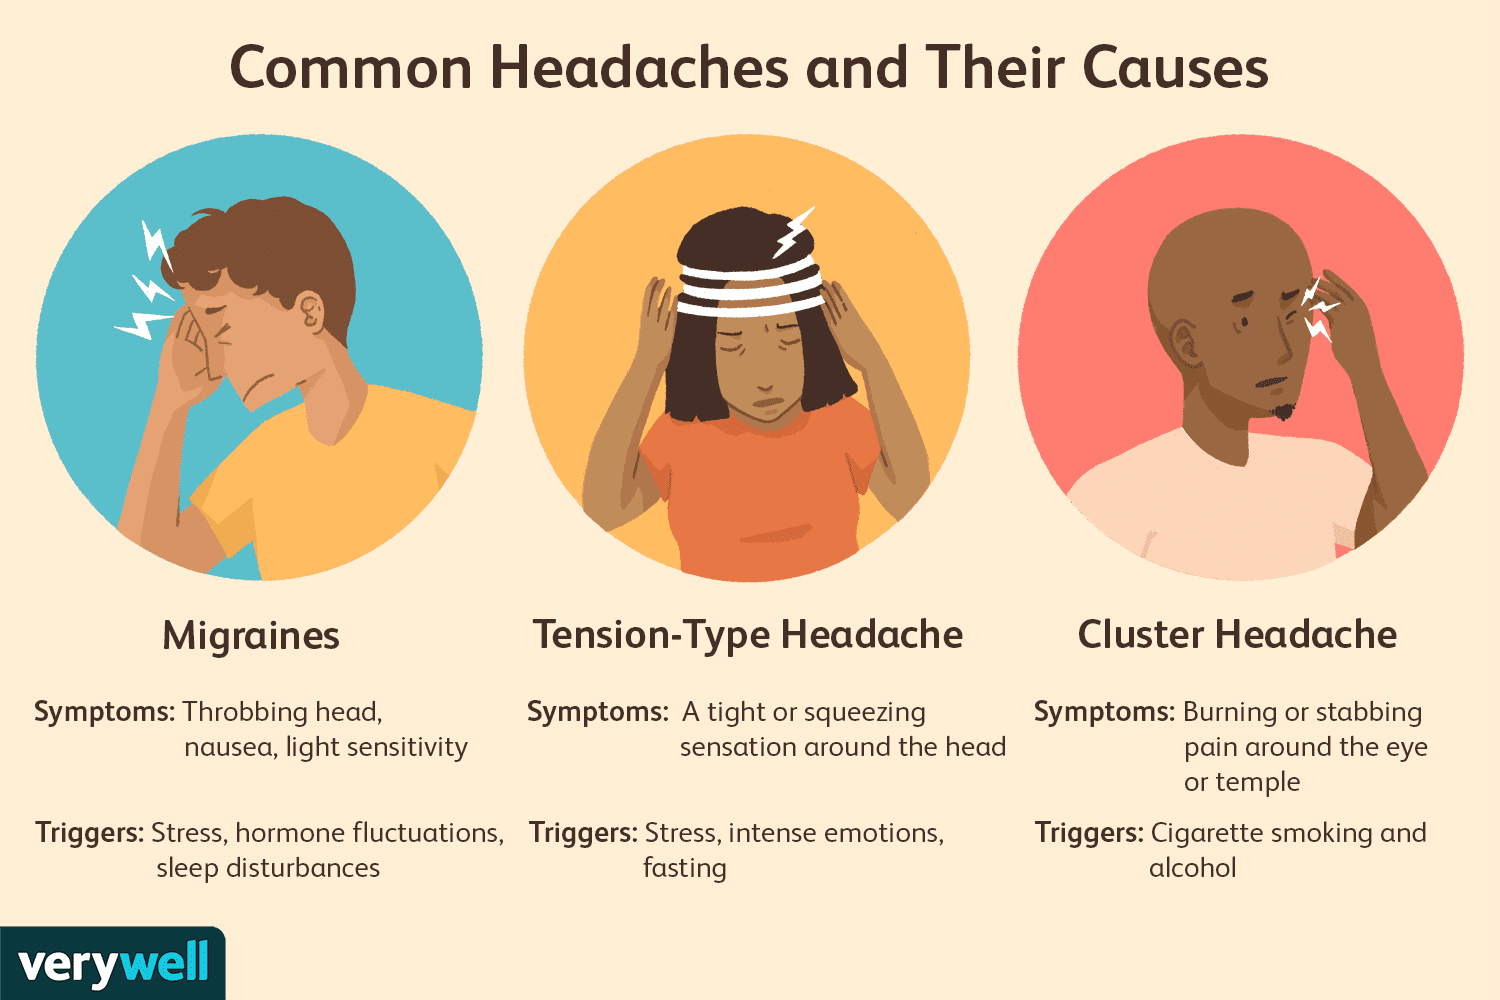 Common Headaches and Their Causes
Migraines
Symptoms: Throbbing head,
nausea, light sensitivity
Triggers: Stress, hormone fluctuations,
sleep disturbances
Tension-Type Headache
Symptoms: A tight or squeezing
sensation around the head
Triggers: Stress, intense emotions,
fasting
Cluster Headache
Symptoms: Burning or stabbing
pain around the eye
or temple
Triggers: Cigarette smoking and
alcohol
verywell